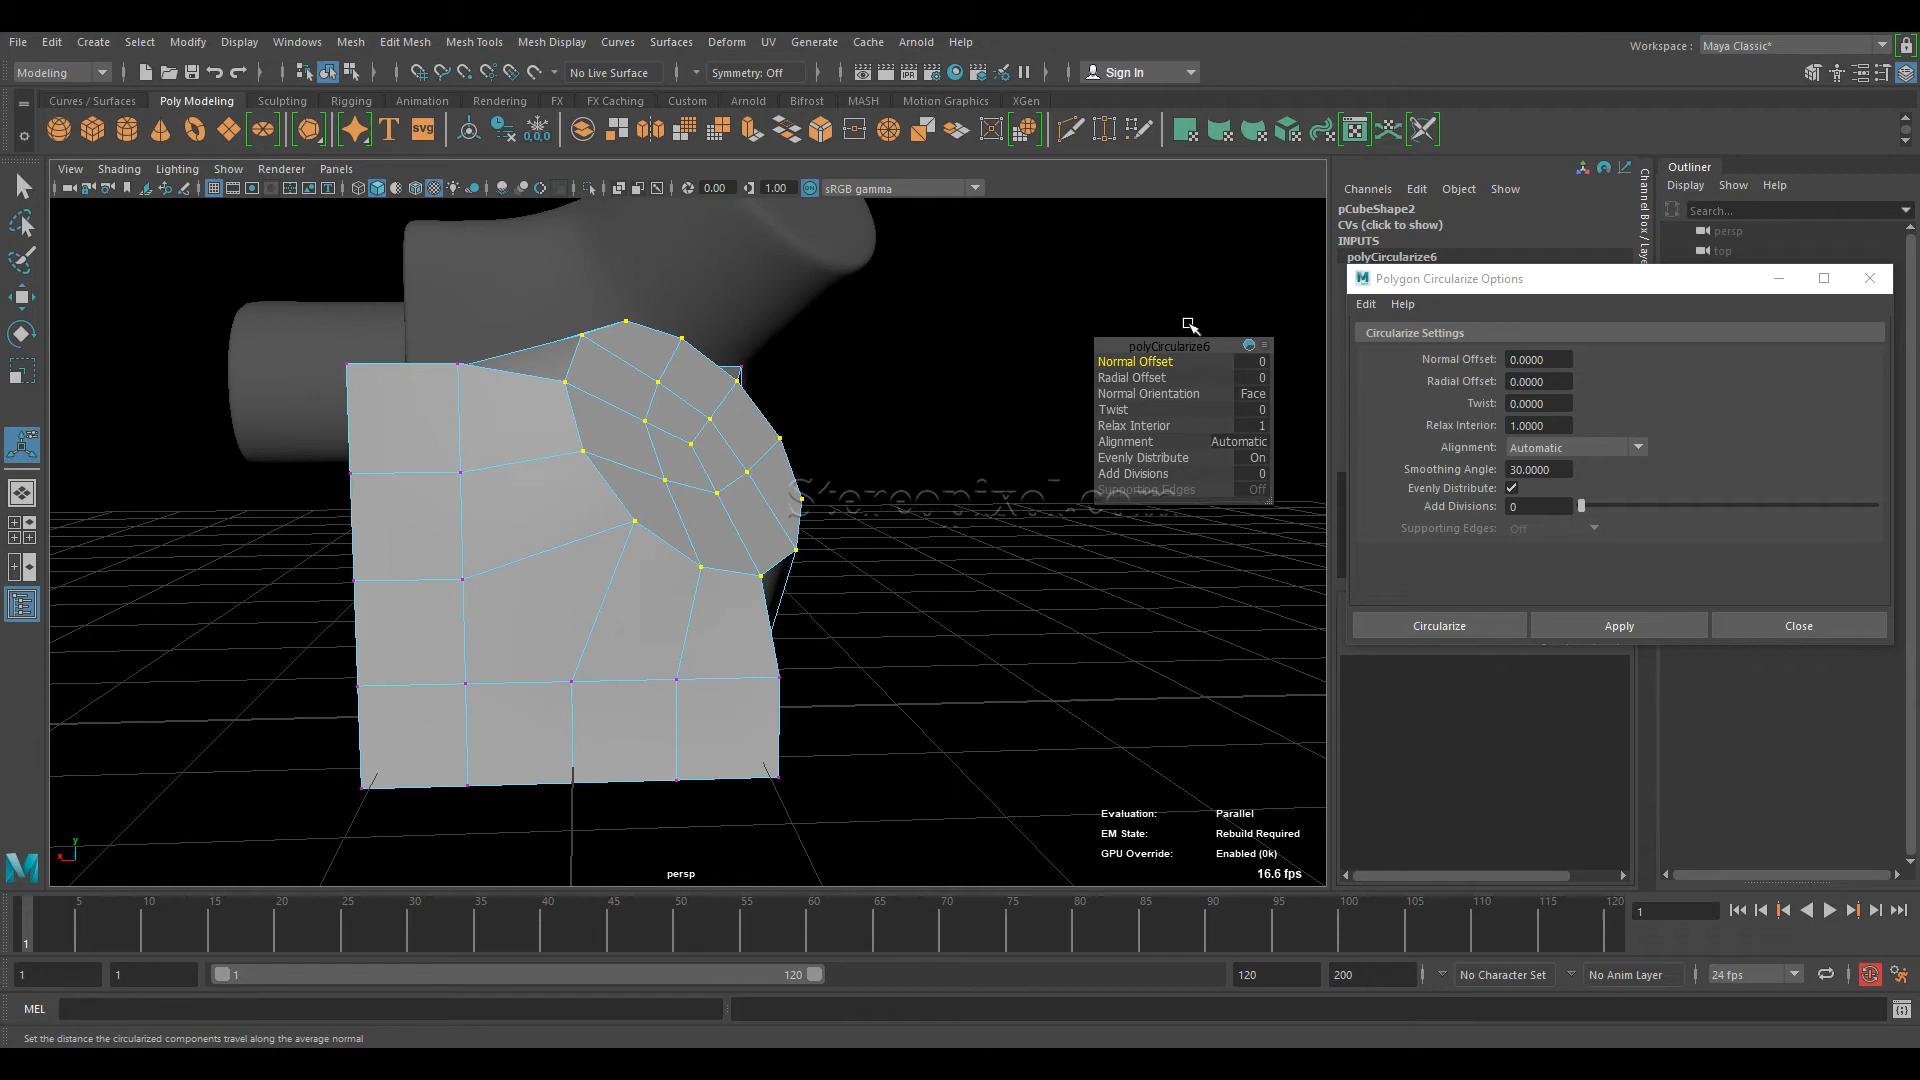 File Edit Create Select Modify Display Windows Mesh Edit Mesh Mesh Tools Mesh Display Curves Surfaces Deform UV Generate Cache Arnold Help
Workspace : Maya Classic*
Modeling No Live Surface Symmetry: Off Sign In
Curves / Surfaces Poly Modeling Sculpting Rigging Animation Rendering FX FX Caching Custom Arnold Bifrost MASH Motion Graphics XGen
T svg 0,0,0
View Shading Lighting Show Renderer Panels
0.00 1.00 sRGB gamma
Channels Edit Object Show
pCubeShape2
CVs (click to show)
INPUTS
polyCircularize6
Channel Box / Laye
Outliner
Display Show Help
Search...
persp
top
Polygon Circularize Options
Edit Help
Circularize Settings
Normal Offset: 0.0000
Radial Offset: 0.0000
Twist: 0.0000
Relax Interior: 1.0000
Alignment: Automatic
Smoothing Angle: 30.0000
Evenly Distribute:
Add Divisions: 0
Supporting Edges: Off
Circularize Apply Close
polyCircularize6
Normal Offset 0
Radial Offset 0
Normal Orientation Face
Twist 0
Relax Interior 1
Alignment Automatic
Evenly Distribute On
Add Divisions 0
Supporting Edges Off
Stereopixol.com
Evaluation: Parallel
EM State: Rebuild Required
GPU Override: Enabled (0k)
16.6 fps
persp
y
x
5 10 15 20 25 30 35 40 45 50 55 60 65 70 75 80 85 90 95 100 105 110 115 120
1 1
1 1 1 120 120 200 No Character Set No Anim Layer 24 fps
MEL
Set the distance the circularized components travel along the average normal